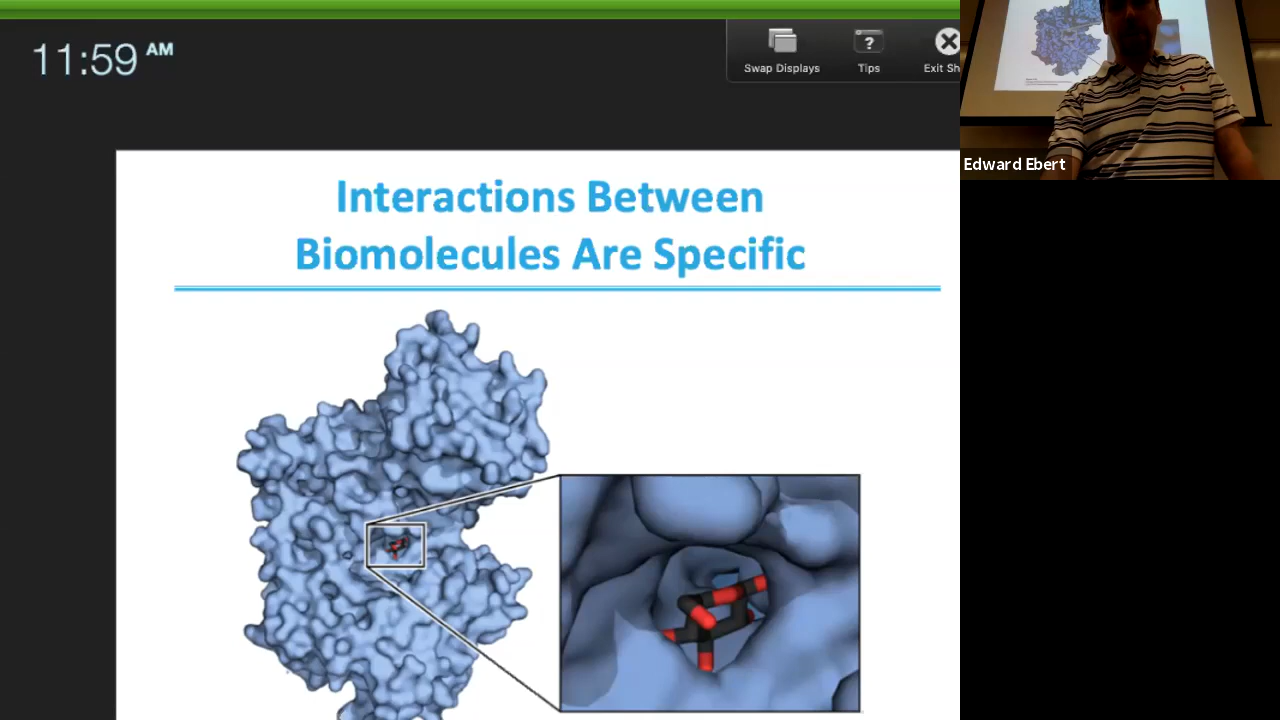 11:59 AM
Swap Displays
Tips
Exit Sh
Edward Ebert
Interactions Between
Biomolecules Are Specific